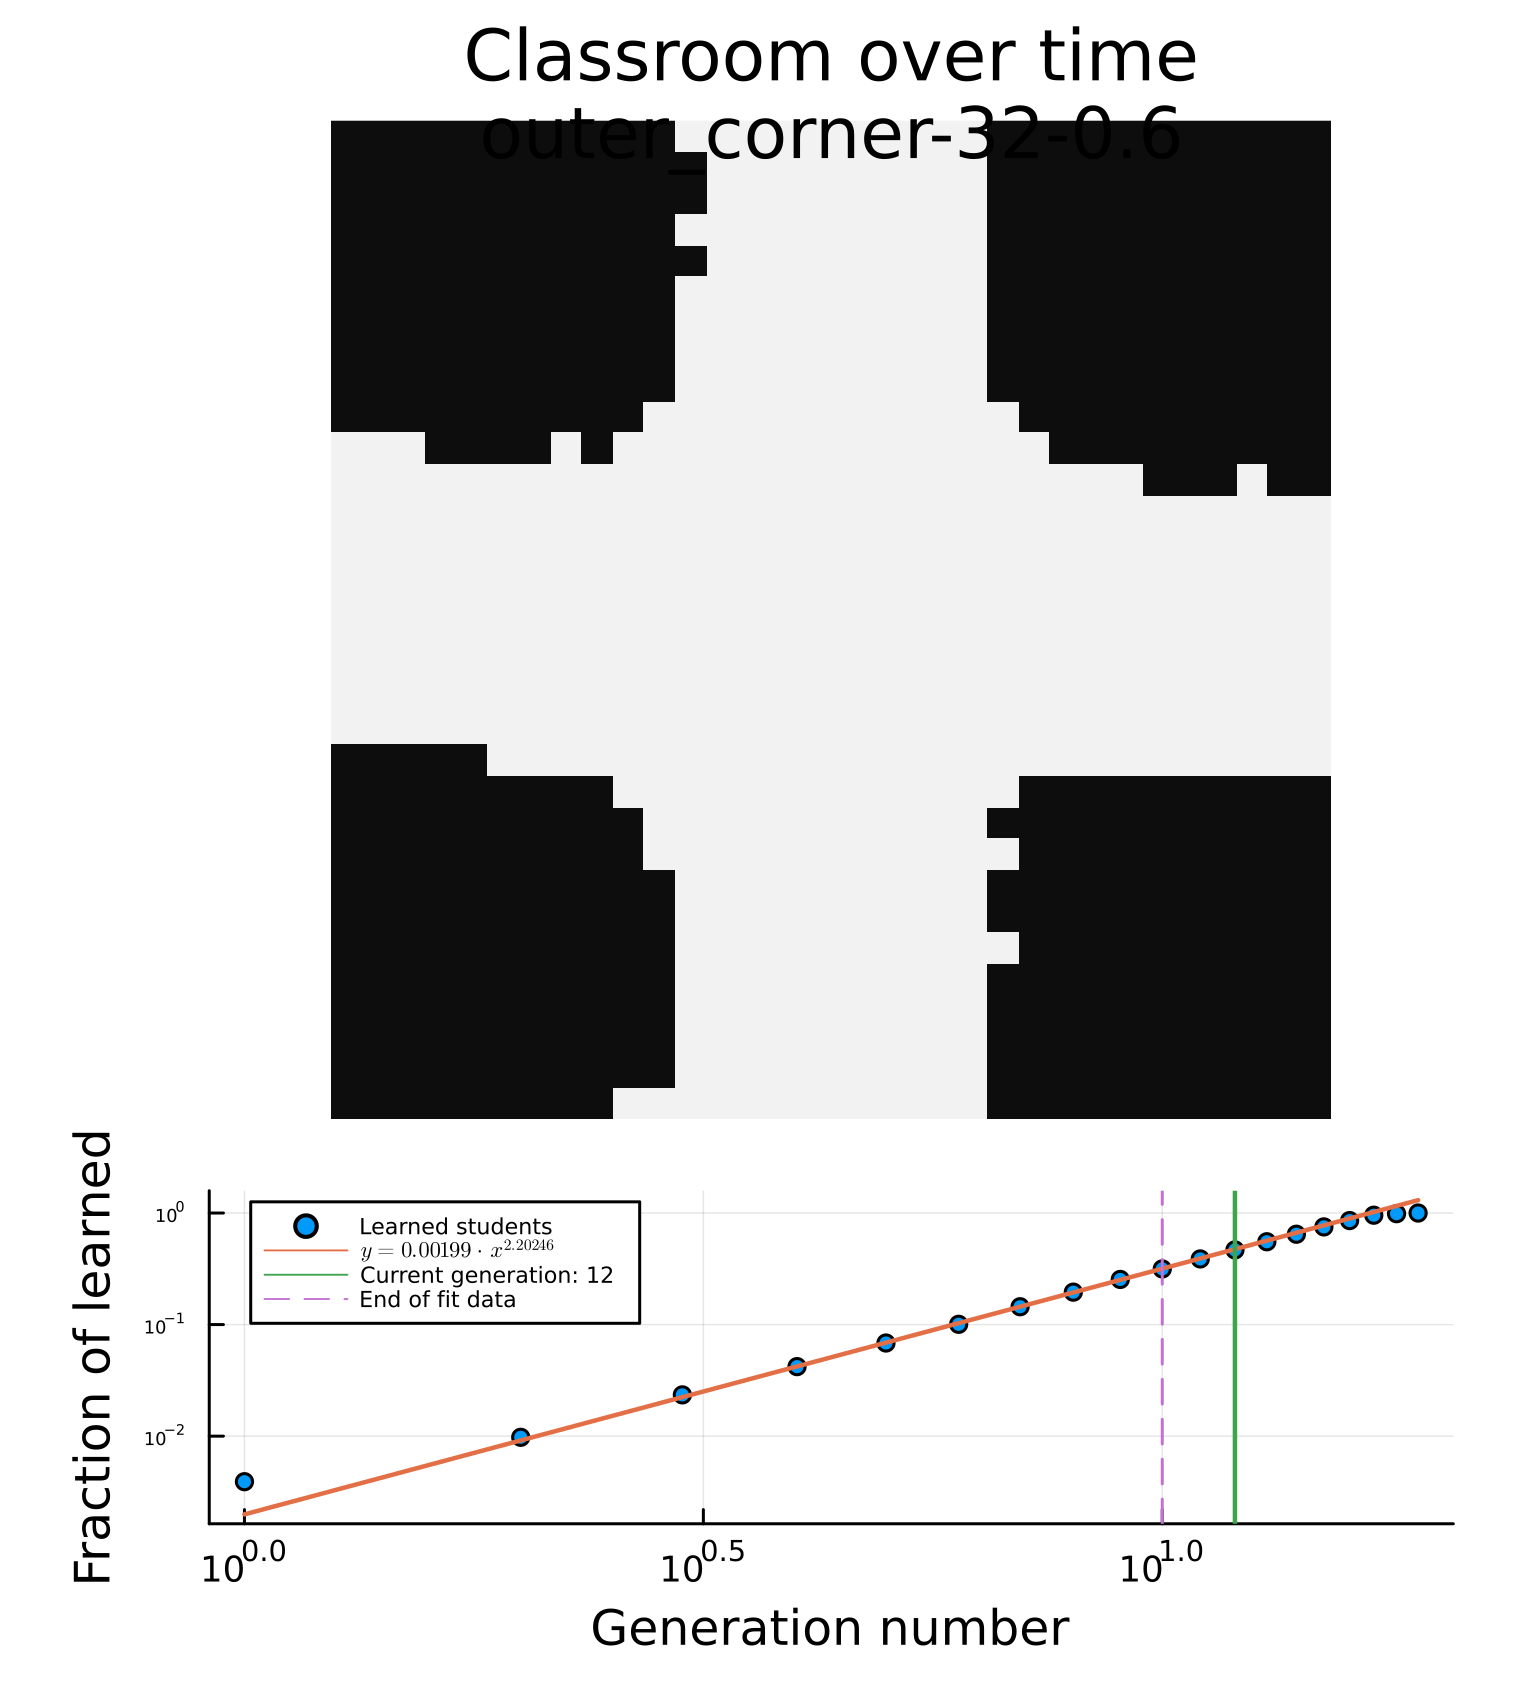 Classroom over time
outer_corner-32-0.6
Fraction of learned
10⁰
10⁻¹
10⁻²
Learned students
y = 0.00199 · x^2.20246
Current generation: 12
End of fit data
10^0.0
10^0.5
10^1.0
Generation number